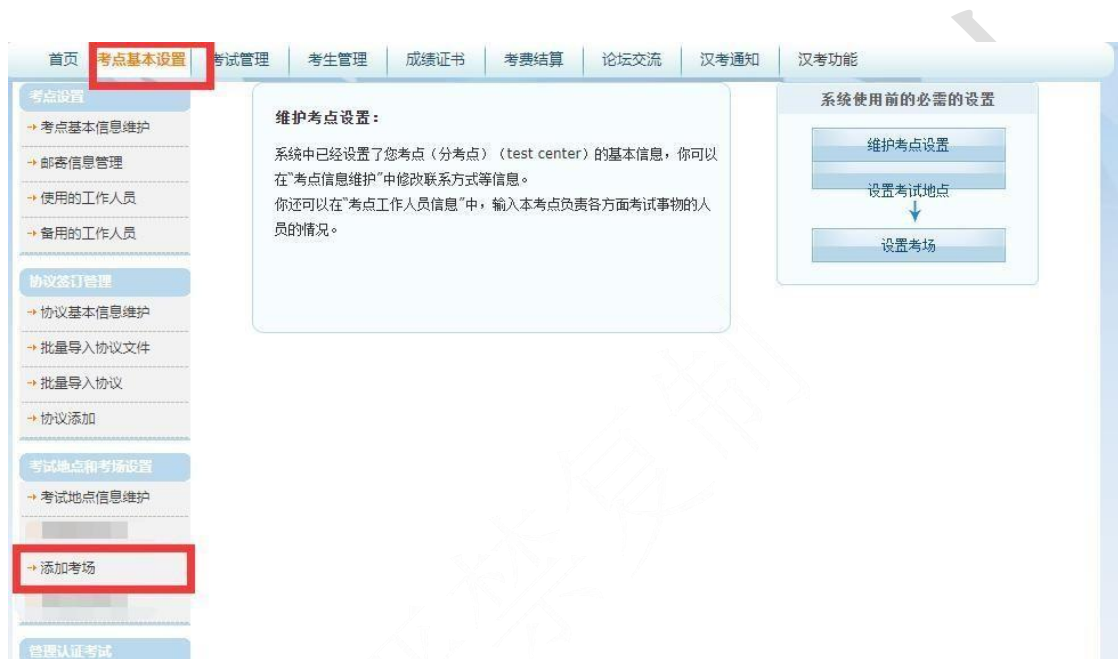 首页 考点基本设置 考试管理 考生管理 成绩证书 考费结算 论坛交流 汉考通知 汉考功能
考点设置
考点基本信息维护
邮寄信息管理
使用的工作人员
备用的工作人员
协议签订管理
协议基本信息维护
批量导入协议文件
批量导入协议
协议添加
考试地点和考场设置
考试地点信息维护
添加考场
管理认证考试
维护考点设置：
系统中已经设置了您考点（分考点）（test center）的基本信息，你可以
在"考点信息维护"中修改联系方式等信息。
你还可以在"考点工作人员信息"中，输入本考点负责各方面考试事物的人
员的情况。
系统使用前的必需的设置
维护考点设置
设置考试地点
设置考场